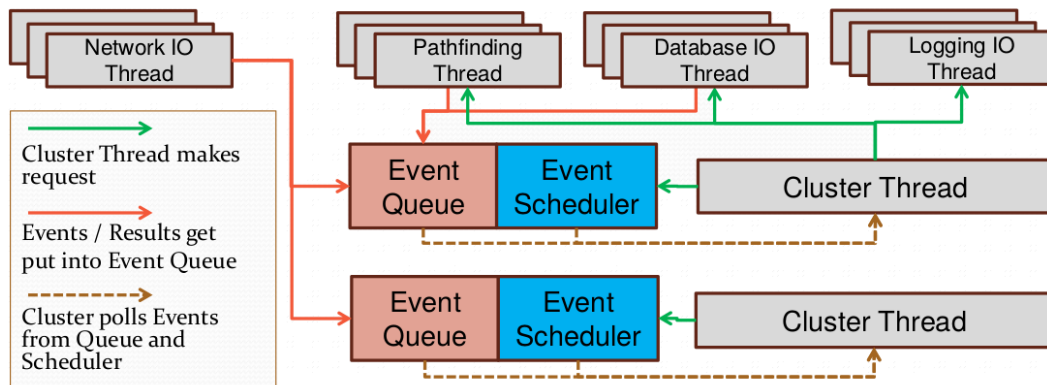 Network IO
Thread
Pathfinding
Thread
Database IO
Thread
Logging IO
Thread
Cluster Thread makes
request
Events / Results get
put into Event Queue
Cluster polls Events
from Queue and
Scheduler
Event
Queue
Event
Scheduler
Cluster Thread
Event
Queue
Event
Scheduler
Cluster Thread